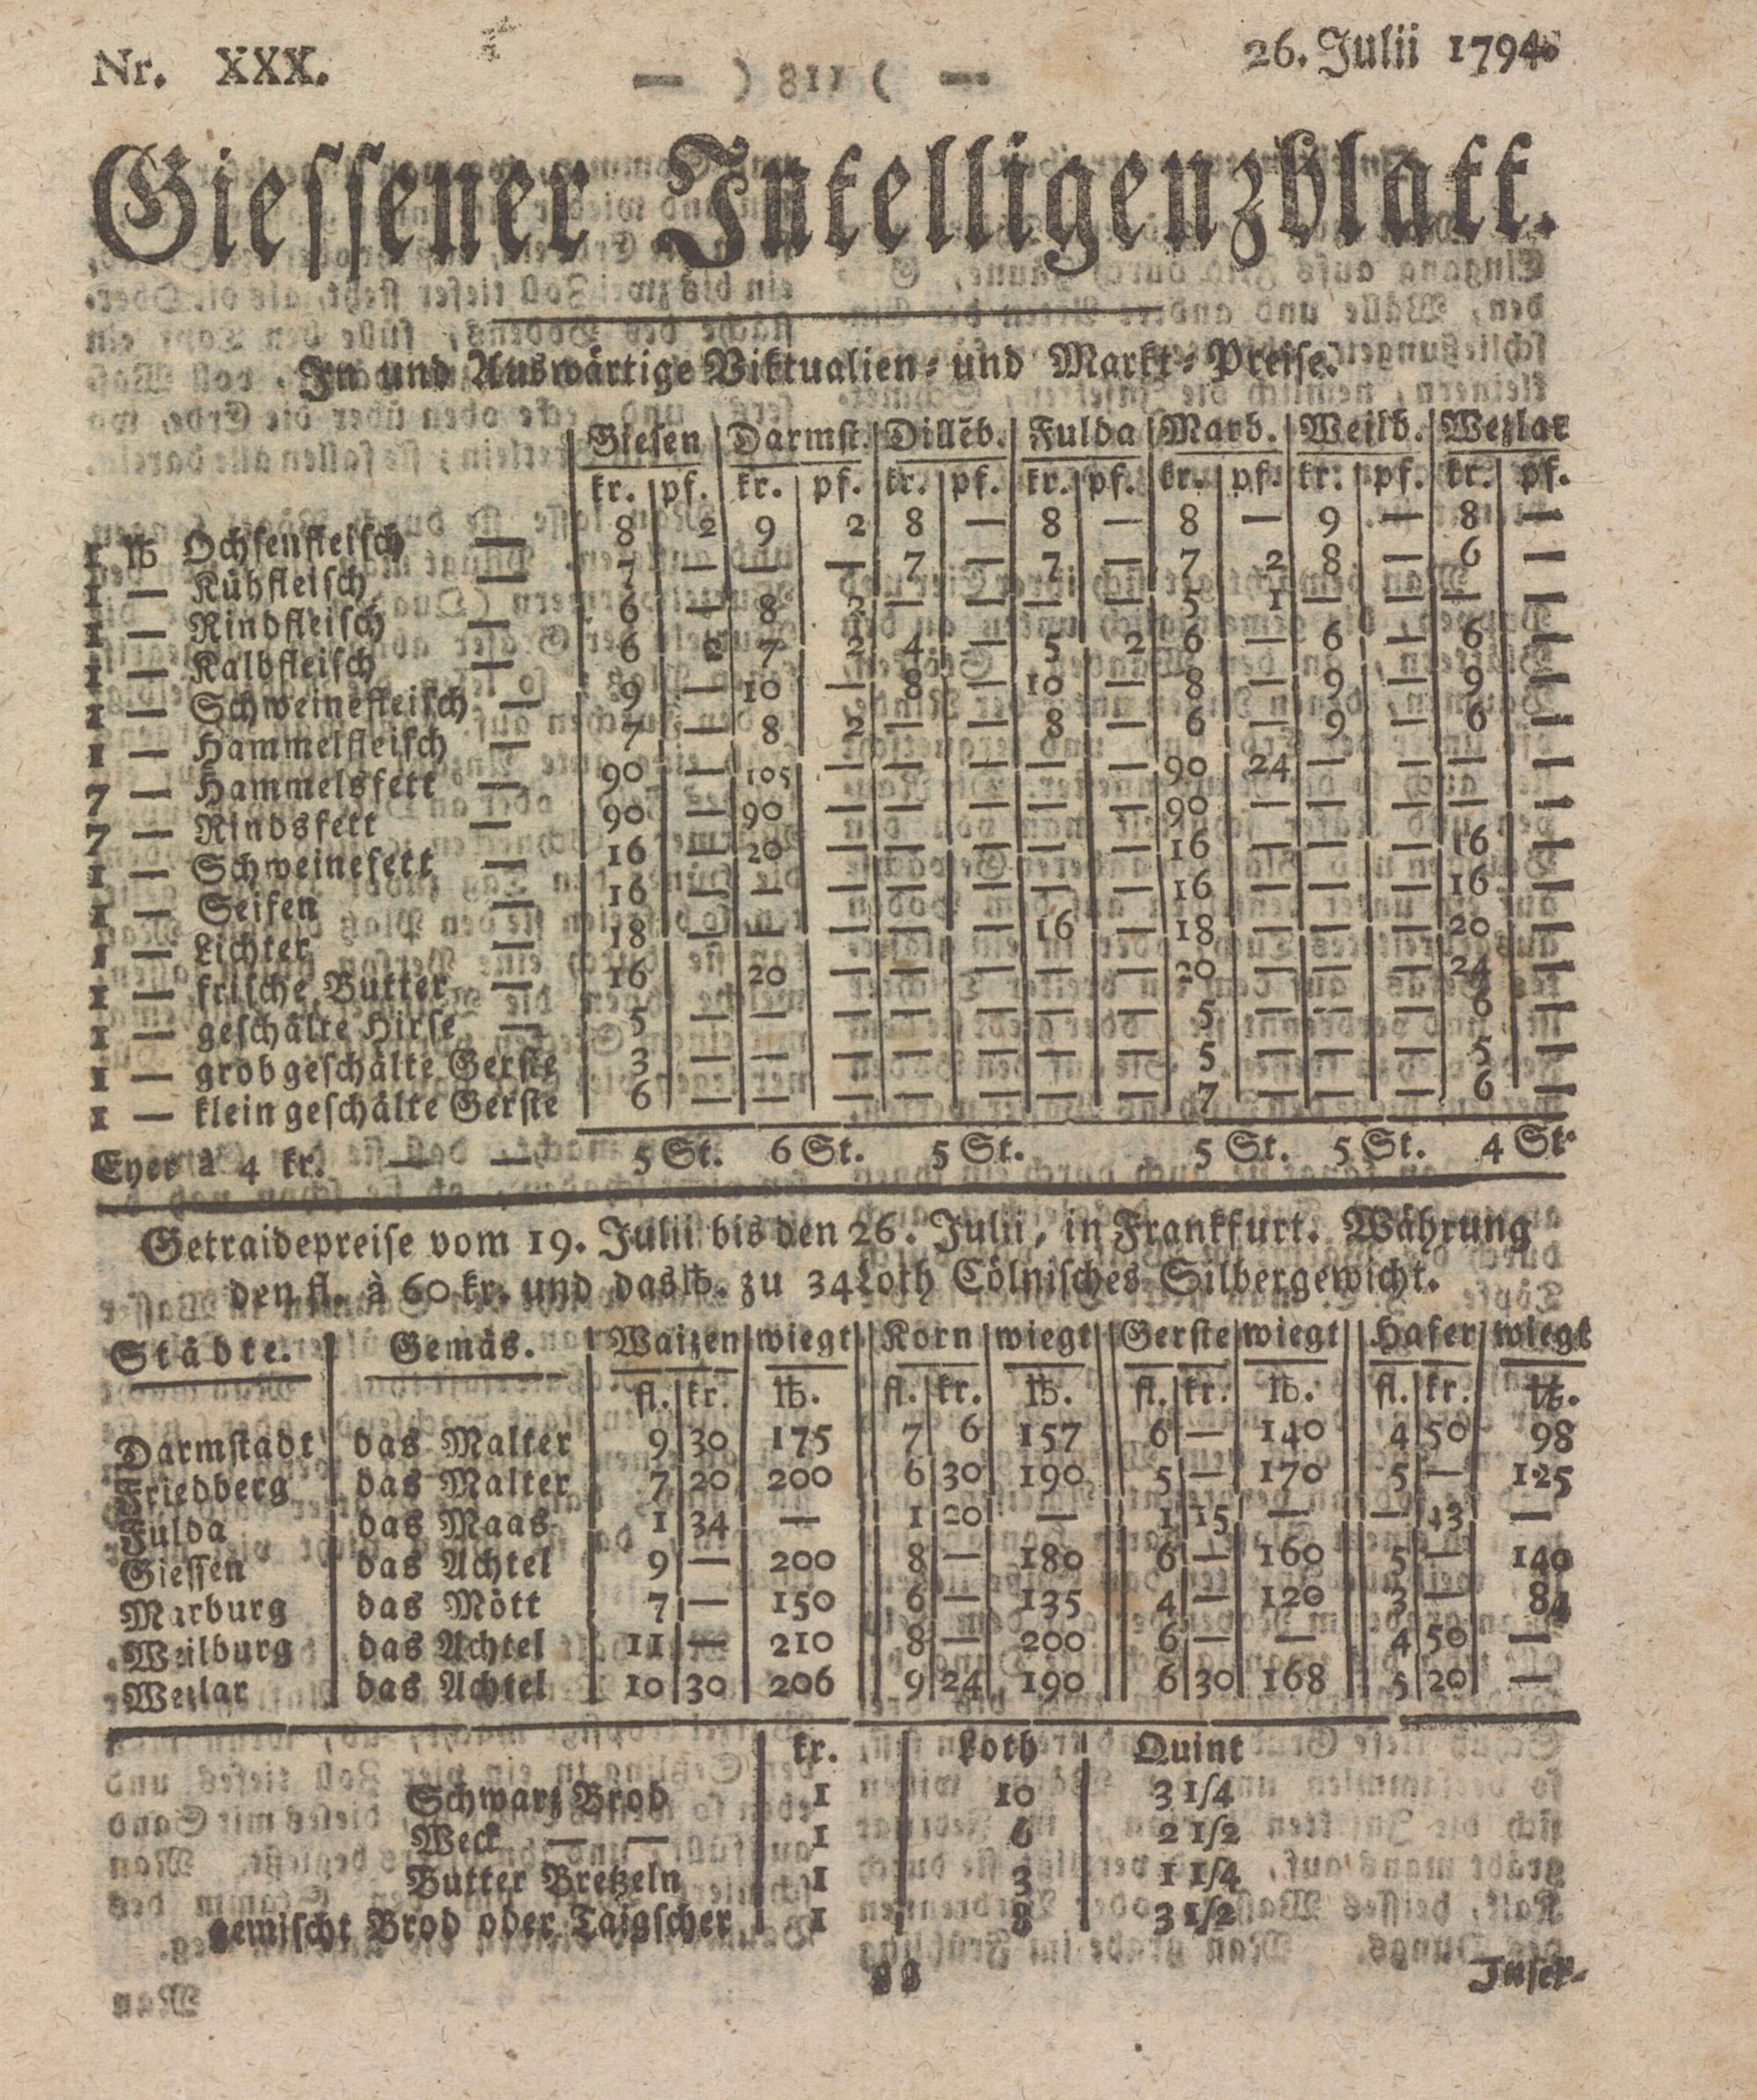 Nr. XXX.
— ) 118 ( —
26. Julii 1794.
Giessener Intelligenzblatt.
In und Auswärtige Viktualien- und Markt-Preise.
Giesen Darmst. Dillēb. Fulda Marb. Weilb. Wezlar
kr. pf. kr. pf. kr. pf. kr. pf. kr. pf. kr. pf. kr. pf.
1 ℔ Ochsenfleisch — 8 2 9 2 8 — 8 — 8 — 9 — 8 —
1 — Kühfleisch — 7 — — — 7 — 7 — 7 2 8 — 6 —
1 — Rindfleisch — 6 — 8 2 — — — — 5 1 — — — —
1 — Kalbfleisch — 6 2 7 2 4 — 5 2 6 — 6 — 6 —
1 — Schweinefleisch — 9 — 10 — 8 — 10 — 8 — 9 — 9 —
1 — Hammelfleisch — 7 — 8 2 — — 8 — 6 — 9 — 6 —
7 — Hammelsfett — 90 — 105 — — — — — 90 24 — — — —
7 — Rindsfett — 90 — 90 — — — — — 90 — — — — —
1 — Schweinefett — 16 — 20 — — — — — 16 — — — 16 —
1 — Seifen — 16 — — — — — — — 16 — — — 16 —
1 — Lichter — 18 — — — — — 16 — 18 — — — 20 —
1 — frische Butter — 16 20 — — — — — 20 — — — 24 —
1 — geschälte Hirse — 5 — — — — — — — 5 — — — 6 —
1 — grob geschälte Gerste 3 — — — — — — — 5 — — — 5 —
1 — klein geschälte Gerste 6 — — — — — — — 7 — — — 6 —
Eyer à 4 kr. — — 5 St. 6 St. 5 St. 5 St. 5 St. 4 St.
Getraidepreise vom 19. Julii bis den 26. Julii, in Frankfurt. Währung
den fl. à 60 kr. und das ℔. zu 34 Loth Cölnisches Silbergewicht.
Städte. Gemäs. Waizen wiegt Korn wiegt Gerste wiegt Hafer wiegt
fl. kr. ℔. fl. kr. ℔. fl. kr. ℔. fl. kr. ℔.
Darmstadt das Malter 9 30 175 7 6 157 6 — 140 4 50 98
Friedberg das Malter 7 20 200 6 30 190 5 — 170 5 — 125
Fulda das Maas 1 34 — 1 20 — 1 15 — — 43 —
Giessen das Achtel 9 — 200 8 — 180 6 — 160 5 — 140
Marburg das Mött 7 — 150 6 — 135 4 — 120 3 — 84
Weilburg das Achtel 11 — 210 8 — 200 6 — — 4 50 —
Wezlar das Achtel 10 30 206 9 24 190 6 30 168 5 20 —
kr. Loth Quint
Schwarz Brod 1 10 3 1/4
Weck — — 1 6 2 1/2
Butter Bretzeln 1 3 1 1/4
gemischt Brod oder Taigscher 1 8 3 1/2
Insek-